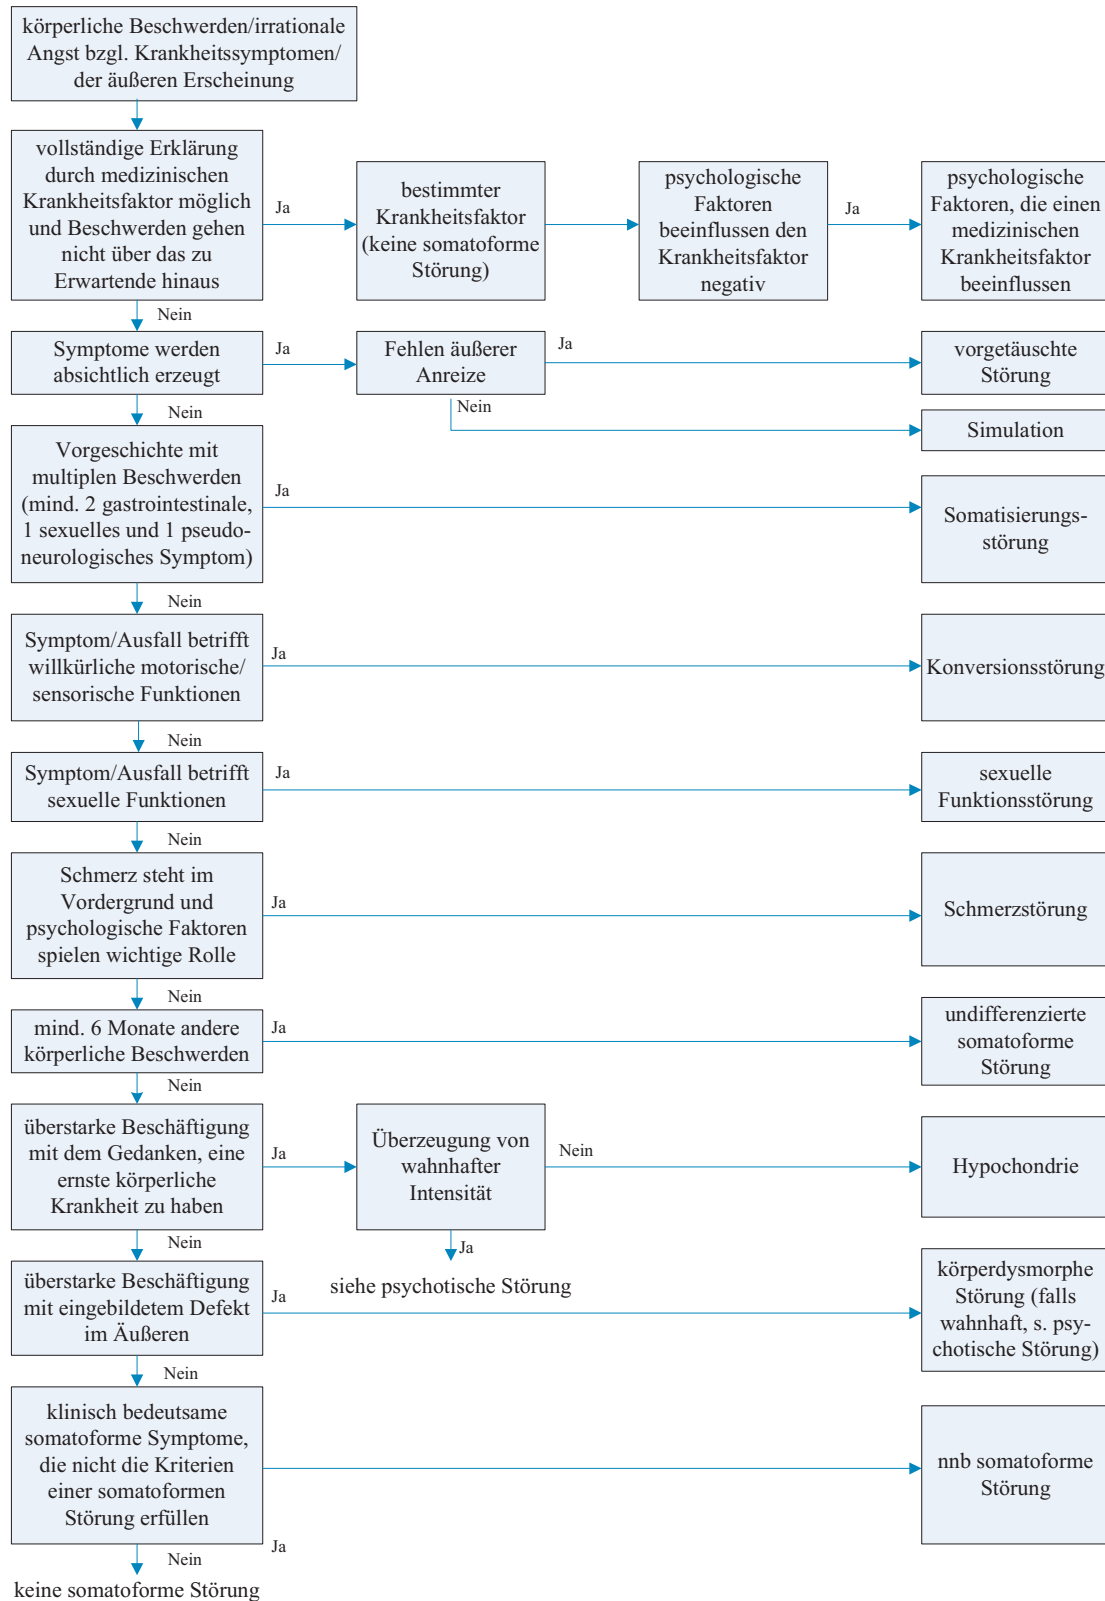 körperliche Beschwerden/irrationale
Angst bzgl. Krankheitssymptomen/
der äußeren Erscheinung
vollständige Erklärung
durch medizinischen
Krankheitsfaktor möglich
und Beschwerden gehen
nicht über das zu
Erwartende hinaus
Ja
bestimmter
Krankheitsfaktor
(keine somatoforme
Störung)
psychologische
Faktoren
beeinflussen den
Krankheitsfaktor
negativ
Ja
psychologische
Faktoren, die einen
medizinischen
Krankheitsfaktor
beeinflussen
Nein
Symptome werden
absichtlich erzeugt
Ja
Fehlen äußerer
Anreize
Ja
vorgetäuschte
Störung
Nein
Simulation
Nein
Vorgeschichte mit
multiplen Beschwerden
(mind. 2 gastrointestinale,
1 sexuelles und 1 pseudo-
neurologisches Symptom)
Ja
Somatisierungs-
störung
Nein
Symptom/Ausfall betrifft
willkürliche motorische/
sensorische Funktionen
Ja
Konversionsstörung
Nein
Symptom/Ausfall betrifft
sexuelle Funktionen
Ja
sexuelle
Funktionsstörung
Nein
Schmerz steht im
Vordergrund und
psychologische Faktoren
spielen wichtige Rolle
Ja
Schmerzstörung
Nein
mind. 6 Monate andere
körperliche Beschwerden
Ja
undifferenzierte
somatoforme
Störung
Nein
überstarke Beschäftigung
mit dem Gedanken, eine
ernste körperliche
Krankheit zu haben
Ja
Überzeugung von
wahnhafter
Intensität
Nein
Hypochondrie
Ja
siehe psychotische Störung
Nein
überstarke Beschäftigung
mit eingebildetem Defekt
im Äußeren
Ja
körperdysmorphe
Störung (falls
wahnhaft, s. psy-
chotische Störung)
Nein
klinisch bedeutsame
somatoforme Symptome,
die nicht die Kriterien
einer somatoformen
Störung erfüllen
Ja
nnb somatoforme
Störung
Nein
keine somatoforme Störung